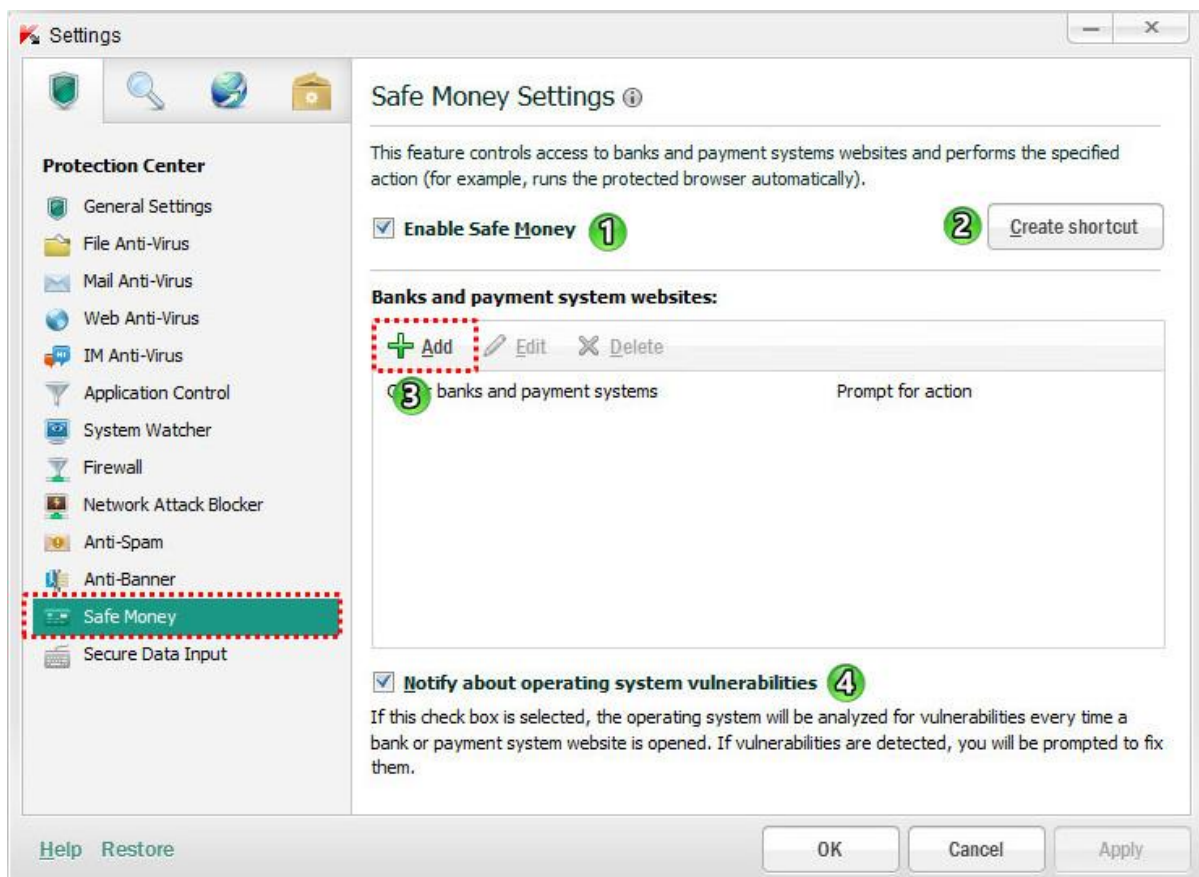 Settings
Protection Center
General Settings
File Anti-Virus
Mail Anti-Virus
Web Anti-Virus
IM Anti-Virus
Application Control
System Watcher
Firewall
Network Attack Blocker
Anti-Spam
Anti-Banner
Safe Money
Secure Data Input
Safe Money Settings
This feature controls access to banks and payment systems websites and performs the specified
action (for example, runs the protected browser automatically).
Enable Safe Money 1
2 Create shortcut
Banks and payment system websites:
Add Edit Delete
3 banks and payment systems Prompt for action
Notify about operating system vulnerabilities 4
If this check box is selected, the operating system will be analyzed for vulnerabilities every time a
bank or payment system website is opened. If vulnerabilities are detected, you will be prompted to fix
them.
Help Restore OK Cancel Apply